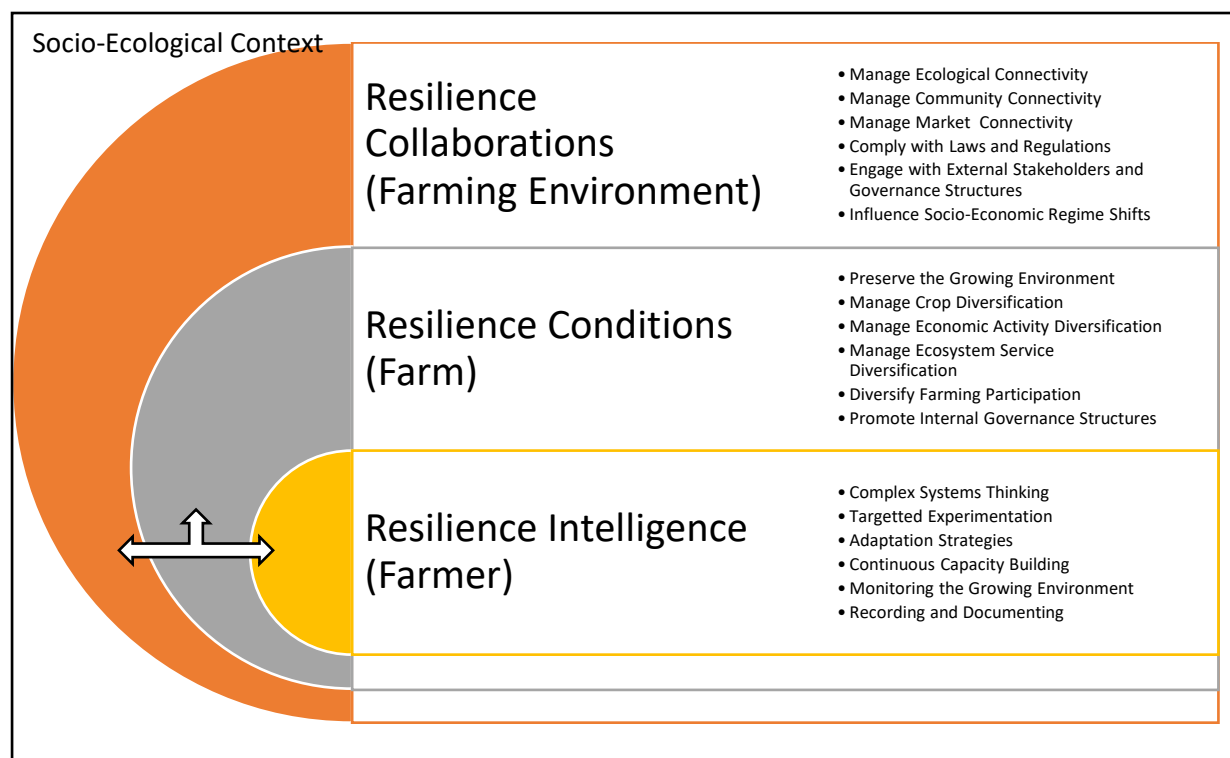 Socio-Ecological Context
Resilience
Collaborations
(Farming Environment)
• Manage Ecological Connectivity
• Manage Community Connectivity
• Manage Market  Connectivity
• Comply with Laws and Regulations
• Engage with External Stakeholders and
Governance Structures
• Influence Socio-Economic Regime Shifts
Resilience Conditions
(Farm)
• Preserve the Growing Environment
• Manage Crop Diversification
• Manage Economic Activity Diversification
• Manage Ecosystem Service
Diversification
• Diversify Farming Participation
• Promote Internal Governance Structures
Resilience Intelligence
(Farmer)
• Complex Systems Thinking
• Targetted Experimentation
• Adaptation Strategies
• Continuous Capacity Building
• Monitoring the Growing Environment
• Recording and Documenting